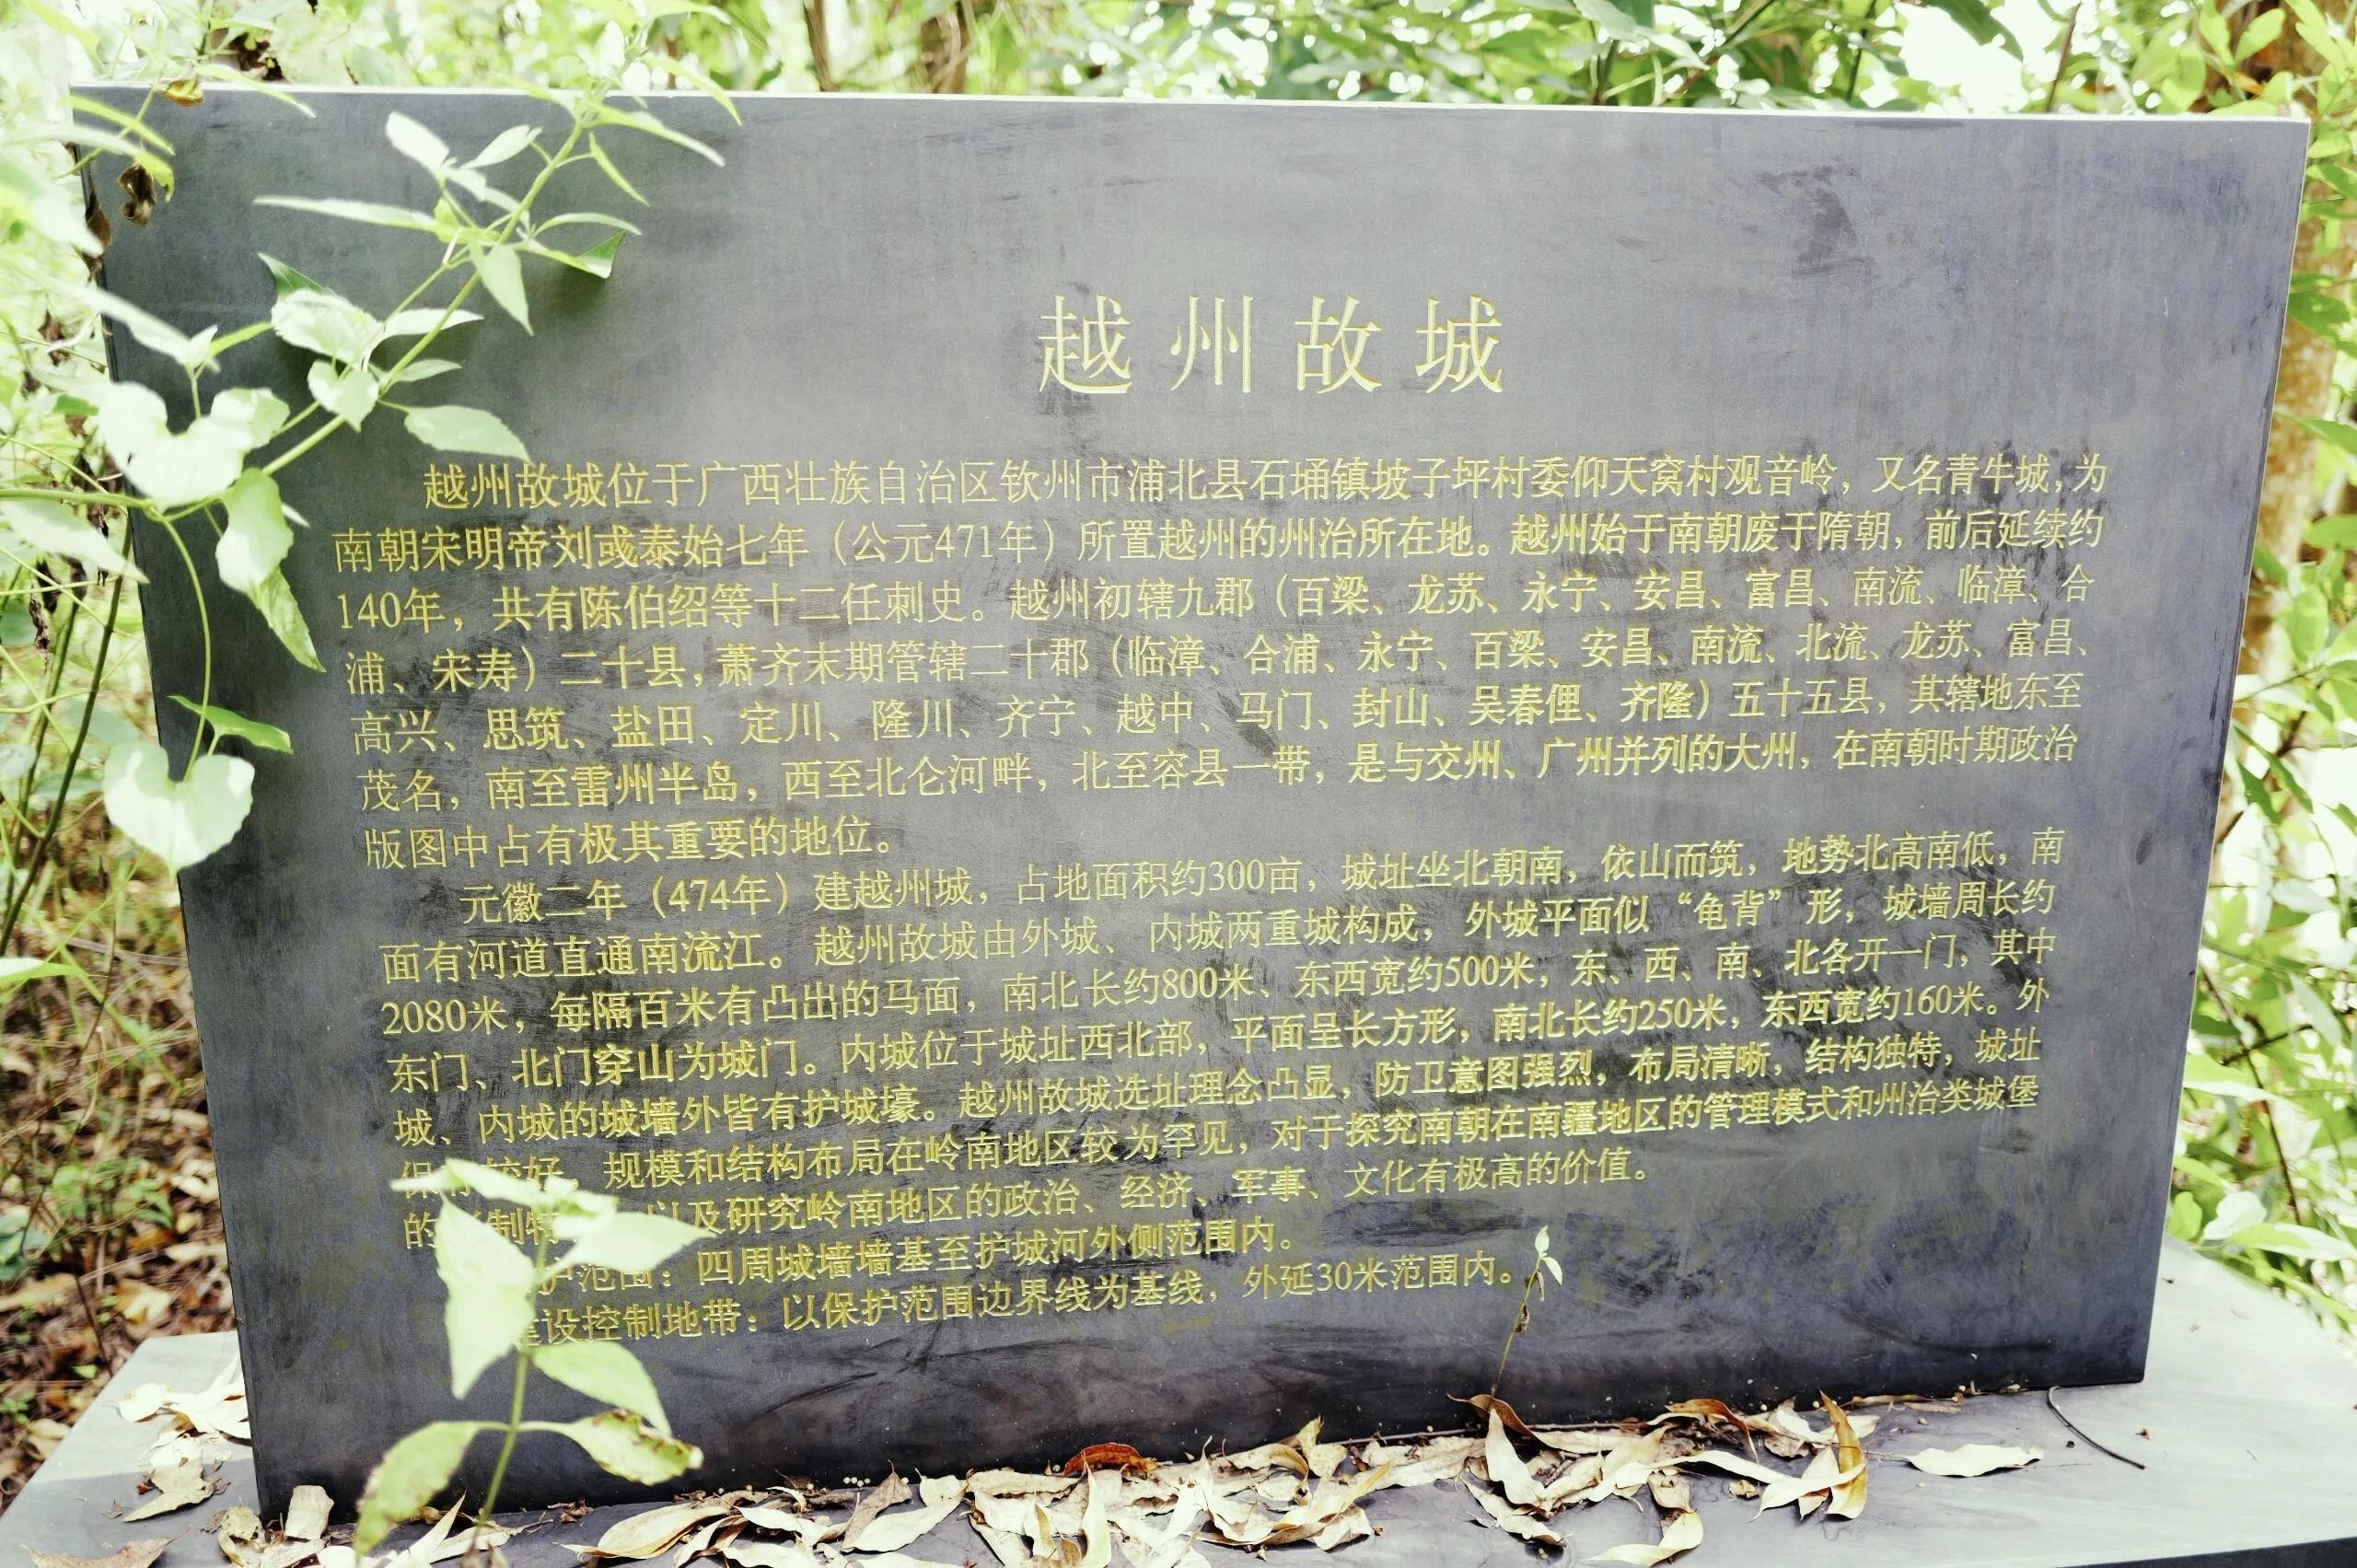 越州故城
越州故城位于广西壮族自治区钦州市浦北县石埇镇坡子坪村委仰天窝村观音岭，又名青牛城，为
南朝宋明帝刘彧泰始七年（公元471年）所置越州的州治所在地。越州始于南朝废于隋朝，前后延续约
140年，共有陈伯绍等十二任刺史。越州初辖九郡（百梁、龙苏、永宁、安昌、富昌、南流、临漳、合
浦、宋寿）二十县，萧齐末期管辖二十郡（临漳、合浦、永宁、百梁、安昌、南流、北流、龙苏、富昌、
高兴、思筑、盐田、定川、隆川、齐宁、越中、马门、封山、吴春俚、齐隆）五十五县，其辖地东至
茂名，南至雷州半岛，西至北仑河畔，北至容县一带，是与交州、广州并列的大州，在南朝时期政治
版图中占有极其重要的地位。
元徽二年（474年）建越州城，占地面积约300亩，城址坐北朝南，依山而筑，地势北高南低，南
面有河道直通南流江。越州故城由外城、内城两重城构成，外城平面似“龟背”形，城墙周长约
2080米，每隔百米有凸出的马面，南北长约800米、东西宽约500米，东、西、南、北各开一门，其中
东门、北门穿山为城门。内城位于城址西北部，平面呈长方形，南北长约250米，东西宽约160米。外
城、内城的城墙外皆有护城壕。越州故城选址理念凸显，防卫意图强烈，布局清晰，结构独特，城址
保存较好，规模和结构布局在岭南地区较为罕见，对于探究南朝在南疆地区的管理模式和州治类城堡
的 制特 以及研究岭南地区的政治、经济、军事、文化有极高的价值。
护范围：四周城墙墙基至护城河外侧范围内。
建设控制地带：以保护范围边界线为基线，外延30米范围内。